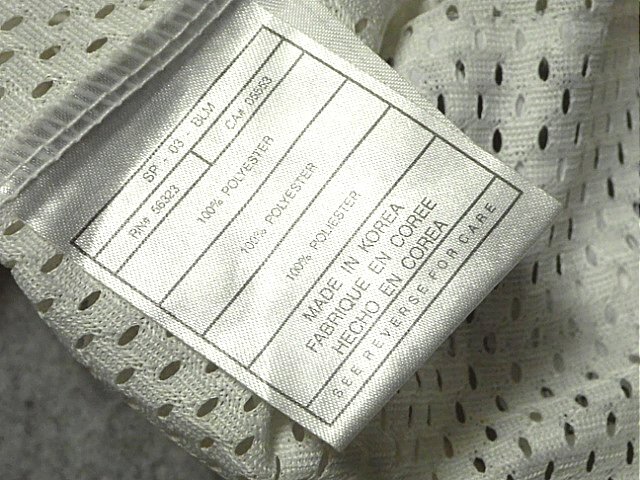 SP - 03 - BLM
RN# 56323 CA# 05553
100% POLYESTER
100% POLYESTER
100% POLIESTER
MADE IN KOREA
FABRIQUE EN COREE
HECHO EN COREA
SEE REVERSE FOR CARE